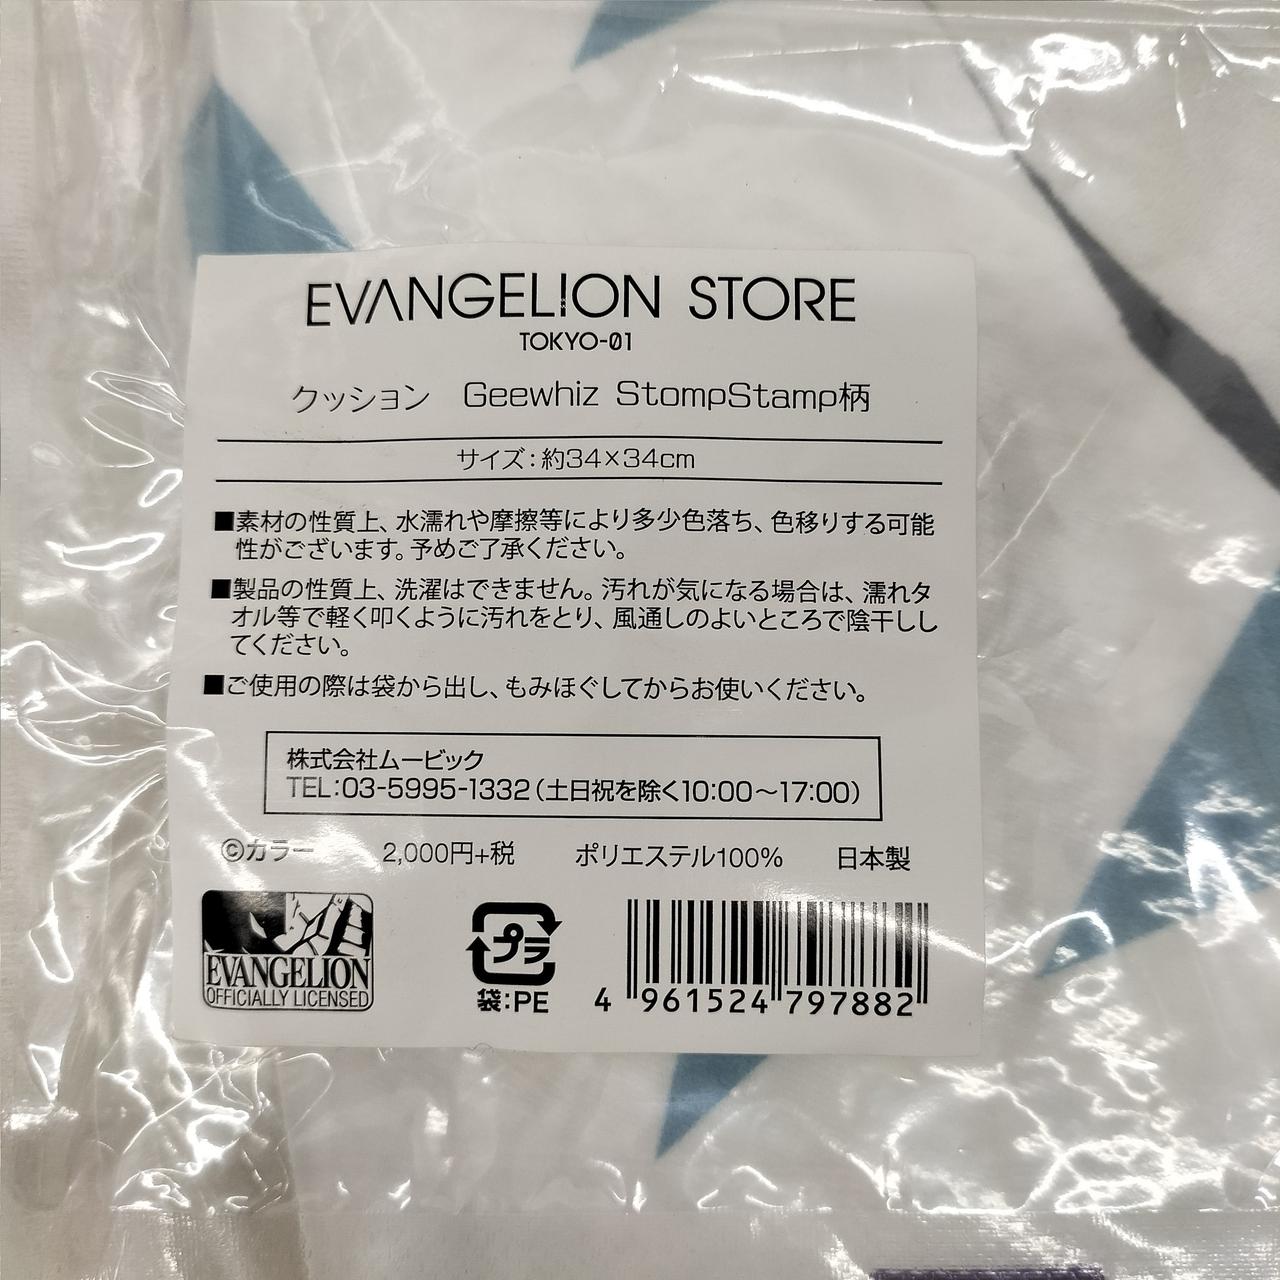 EVANGELION STORE
TOKYO-01
クッション　Geewhiz StompStamp柄
サイズ：約34×34cm
■素材の性質上、水濡れや摩擦等により多少色落ち、色移りする可能
性がございます。予めご了承ください。
■製品の性質上、洗濯はできません。汚れが気になる場合は、濡れタ
オル等で軽く叩くように汚れをとり、風通しのよいところで陰干しし
てください。
■ご使用の際は袋から出し、もみほぐしてからお使いください。
株式会社ムービック
TEL：03-5995-1332（土日祝を除く10：00～17：00）
©カラー　2,000円+税　ポリエステル100%　日本製
EVANGELION
OFFICIALLY LICENSED
プラ
袋：PE
4 961524 797882